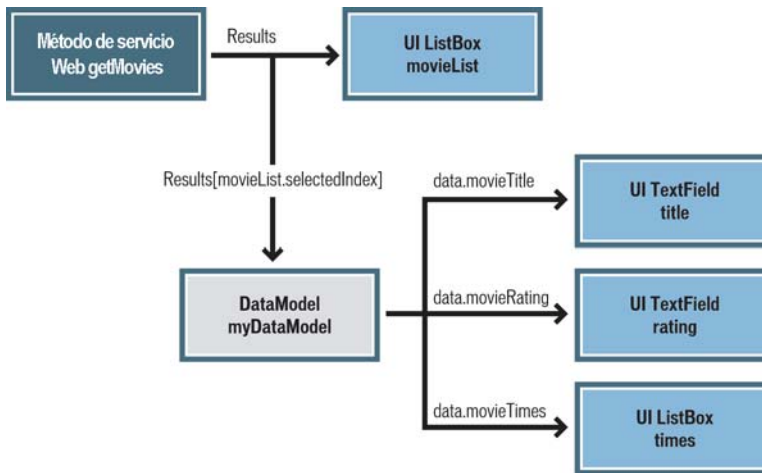 Método de servicio
Web getMovies
Results
UI ListBox
movieList
Results[movieList.selectedIndex]
data.movieTitle
UI TextField
title
DataModel
myDataModel
data.movieRating
UI TextField
rating
data.movieTimes
UI ListBox
times